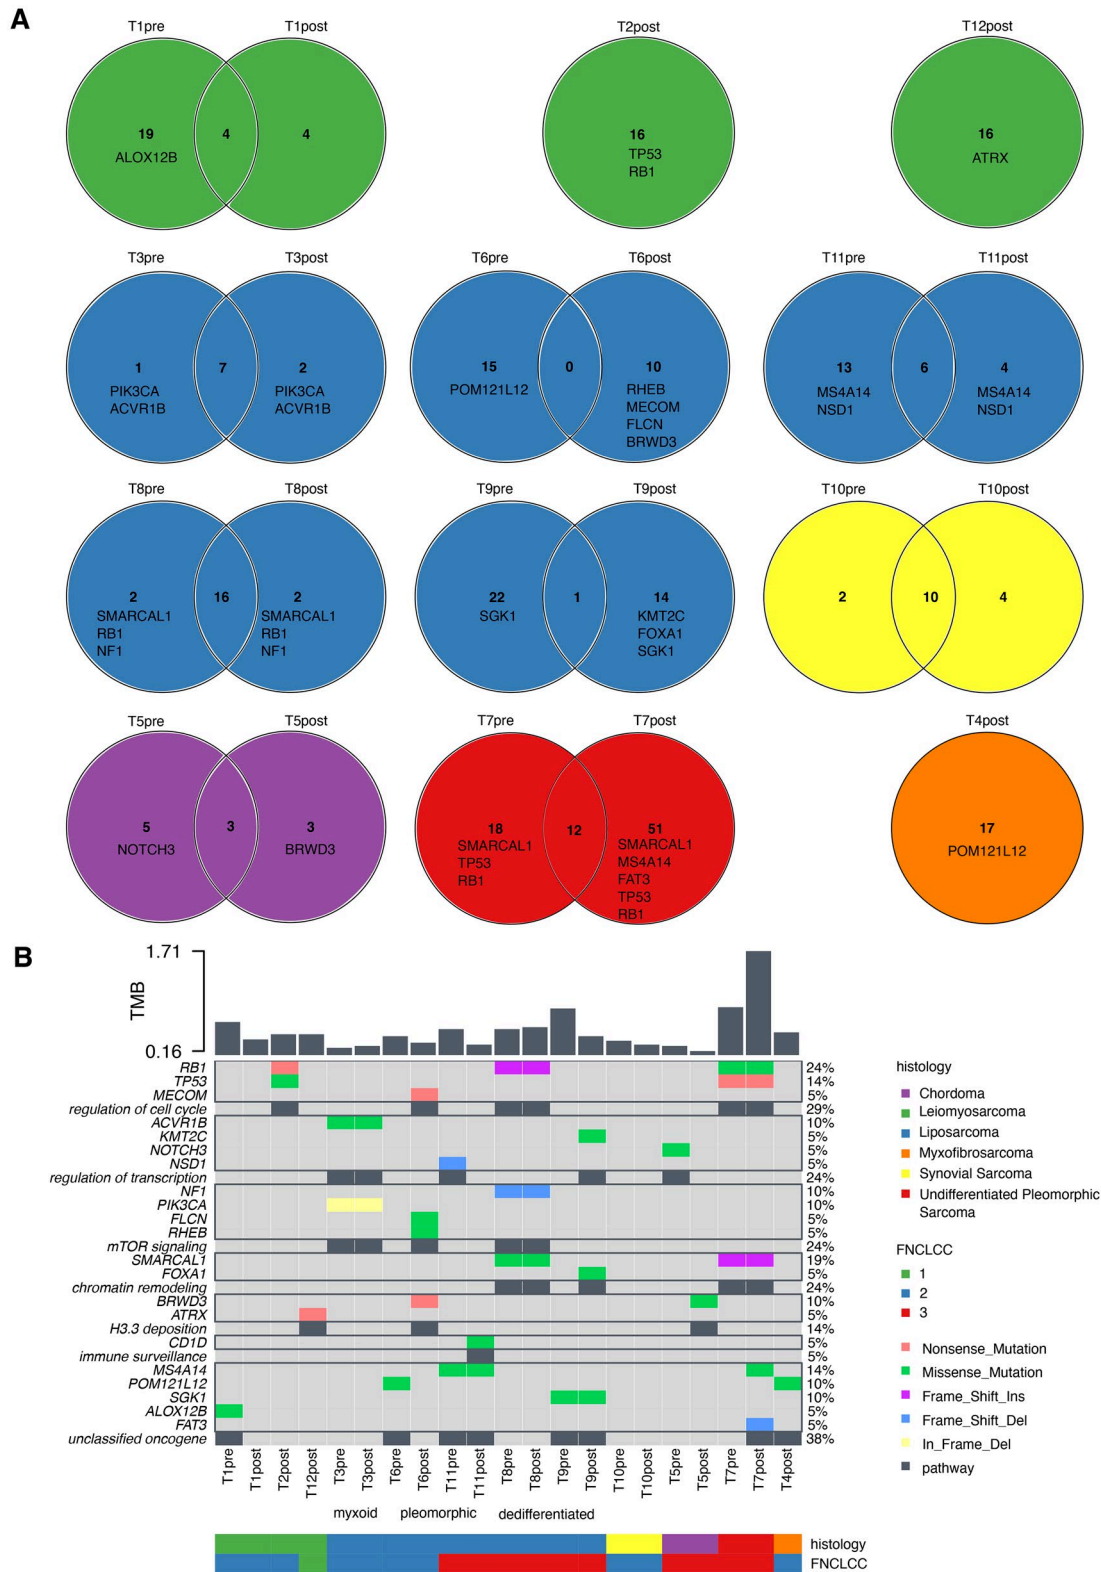 A
T1pre T1post T2post T12post
19 4 4 16 16
ALOX12B TP53 ATRX
RB1
T3pre T3post T6pre T6post T11pre T11post
1 7 2 15 0 10 13 6 4
PIK3CA PIK3CA POM121L12 RHEB MS4A14 MS4A14
ACVR1B ACVR1B MECOM NSD1 NSD1
FLCN
BRWD3
T8pre T8post T9pre T9post T10pre T10post
2 16 2 22 1 14 2 10 4
SMARCAL1 SMARCAL1 SGK1 KMT2C
RB1 RB1 FOXA1
NF1 NF1 SGK1
T5pre T5post T7pre T7post T4post
5 3 3 18 12 51 17
NOTCH3 BRWD3 SMARCAL1 SMARCAL1 POM121L12
TP53 MS4A14
RB1 FAT3
TP53
RB1
B
1.71
TMB
0.16
RB1 24%
TP53 14%
MECOM 5%
regulation of cell cycle 29%
ACVR1B 10%
KMT2C 5%
NOTCH3 5%
NSD1 5%
regulation of transcription 24%
NF1 10%
PIK3CA 10%
FLCN 5%
RHEB 5%
mTOR signaling 24%
SMARCAL1 19%
FOXA1 5%
chromatin remodeling 24%
BRWD3 10%
ATRX 5%
H3.3 deposition 14%
CD1D 5%
immune surveillance 5%
MS4A14 14%
POM121L12 10%
SGK1 10%
ALOX12B 5%
FAT3 5%
unclassified oncogene 38%
T1pre T1post T2post T12post T3pre T3post T6pre T6post T11pre T11post T8pre T8post T9pre T9post T10pre T10post T5pre T5post T7pre T7post T4post
myxoid pleomorphic dedifferentiated
histology
FNCLCC
histology
Chordoma
Leiomyosarcoma
Liposarcoma
Myxofibrosarcoma
Synovial Sarcoma
Undifferentiated Pleomorphic
Sarcoma
FNCLCC
1
2
3
Nonsense_Mutation
Missense_Mutation
Frame_Shift_Ins
Frame_Shift_Del
In_Frame_Del
pathway